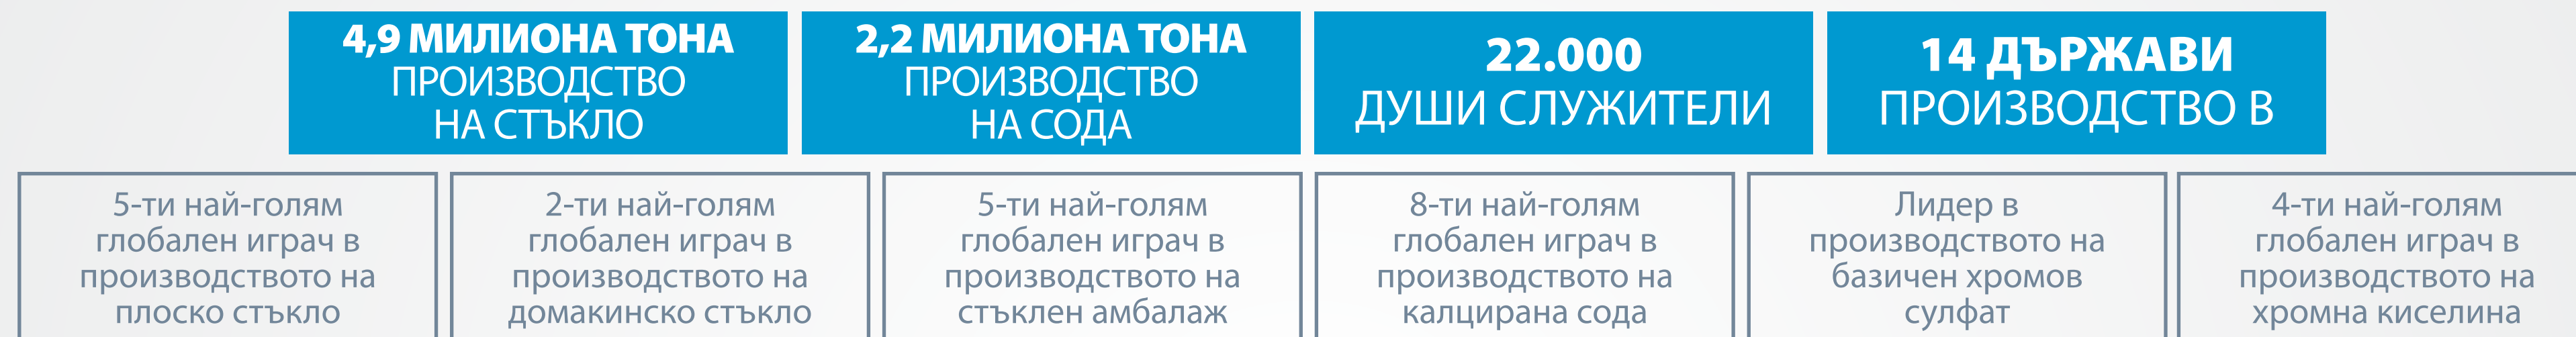 4,9 МИЛИОНА ТОНА
ПРОИЗВОДСТВО
НА СТЪКЛО
2,2 МИЛИОНА ТОНА
ПРОИЗВОДСТВО
НА СОДА
22.000
ДУШИ СЛУЖИТЕЛИ
14 ДЪРЖАВИ
ПРОИЗВОДСТВО В
5-ти най-голям
глобален играч в
производството на
плоско стъкло
2-ти най-голям
глобален играч в
производството на
домакинско стъкло
5-ти най-голям
глобален играч в
производството на
стъклен амбалаж
8-ти най-голям
глобален играч в
производството на
калцирана сода
Лидер в
производството на
базичен хромов
сулфат
4-ти най-голям
глобален играч в
производството на
хромна киселина